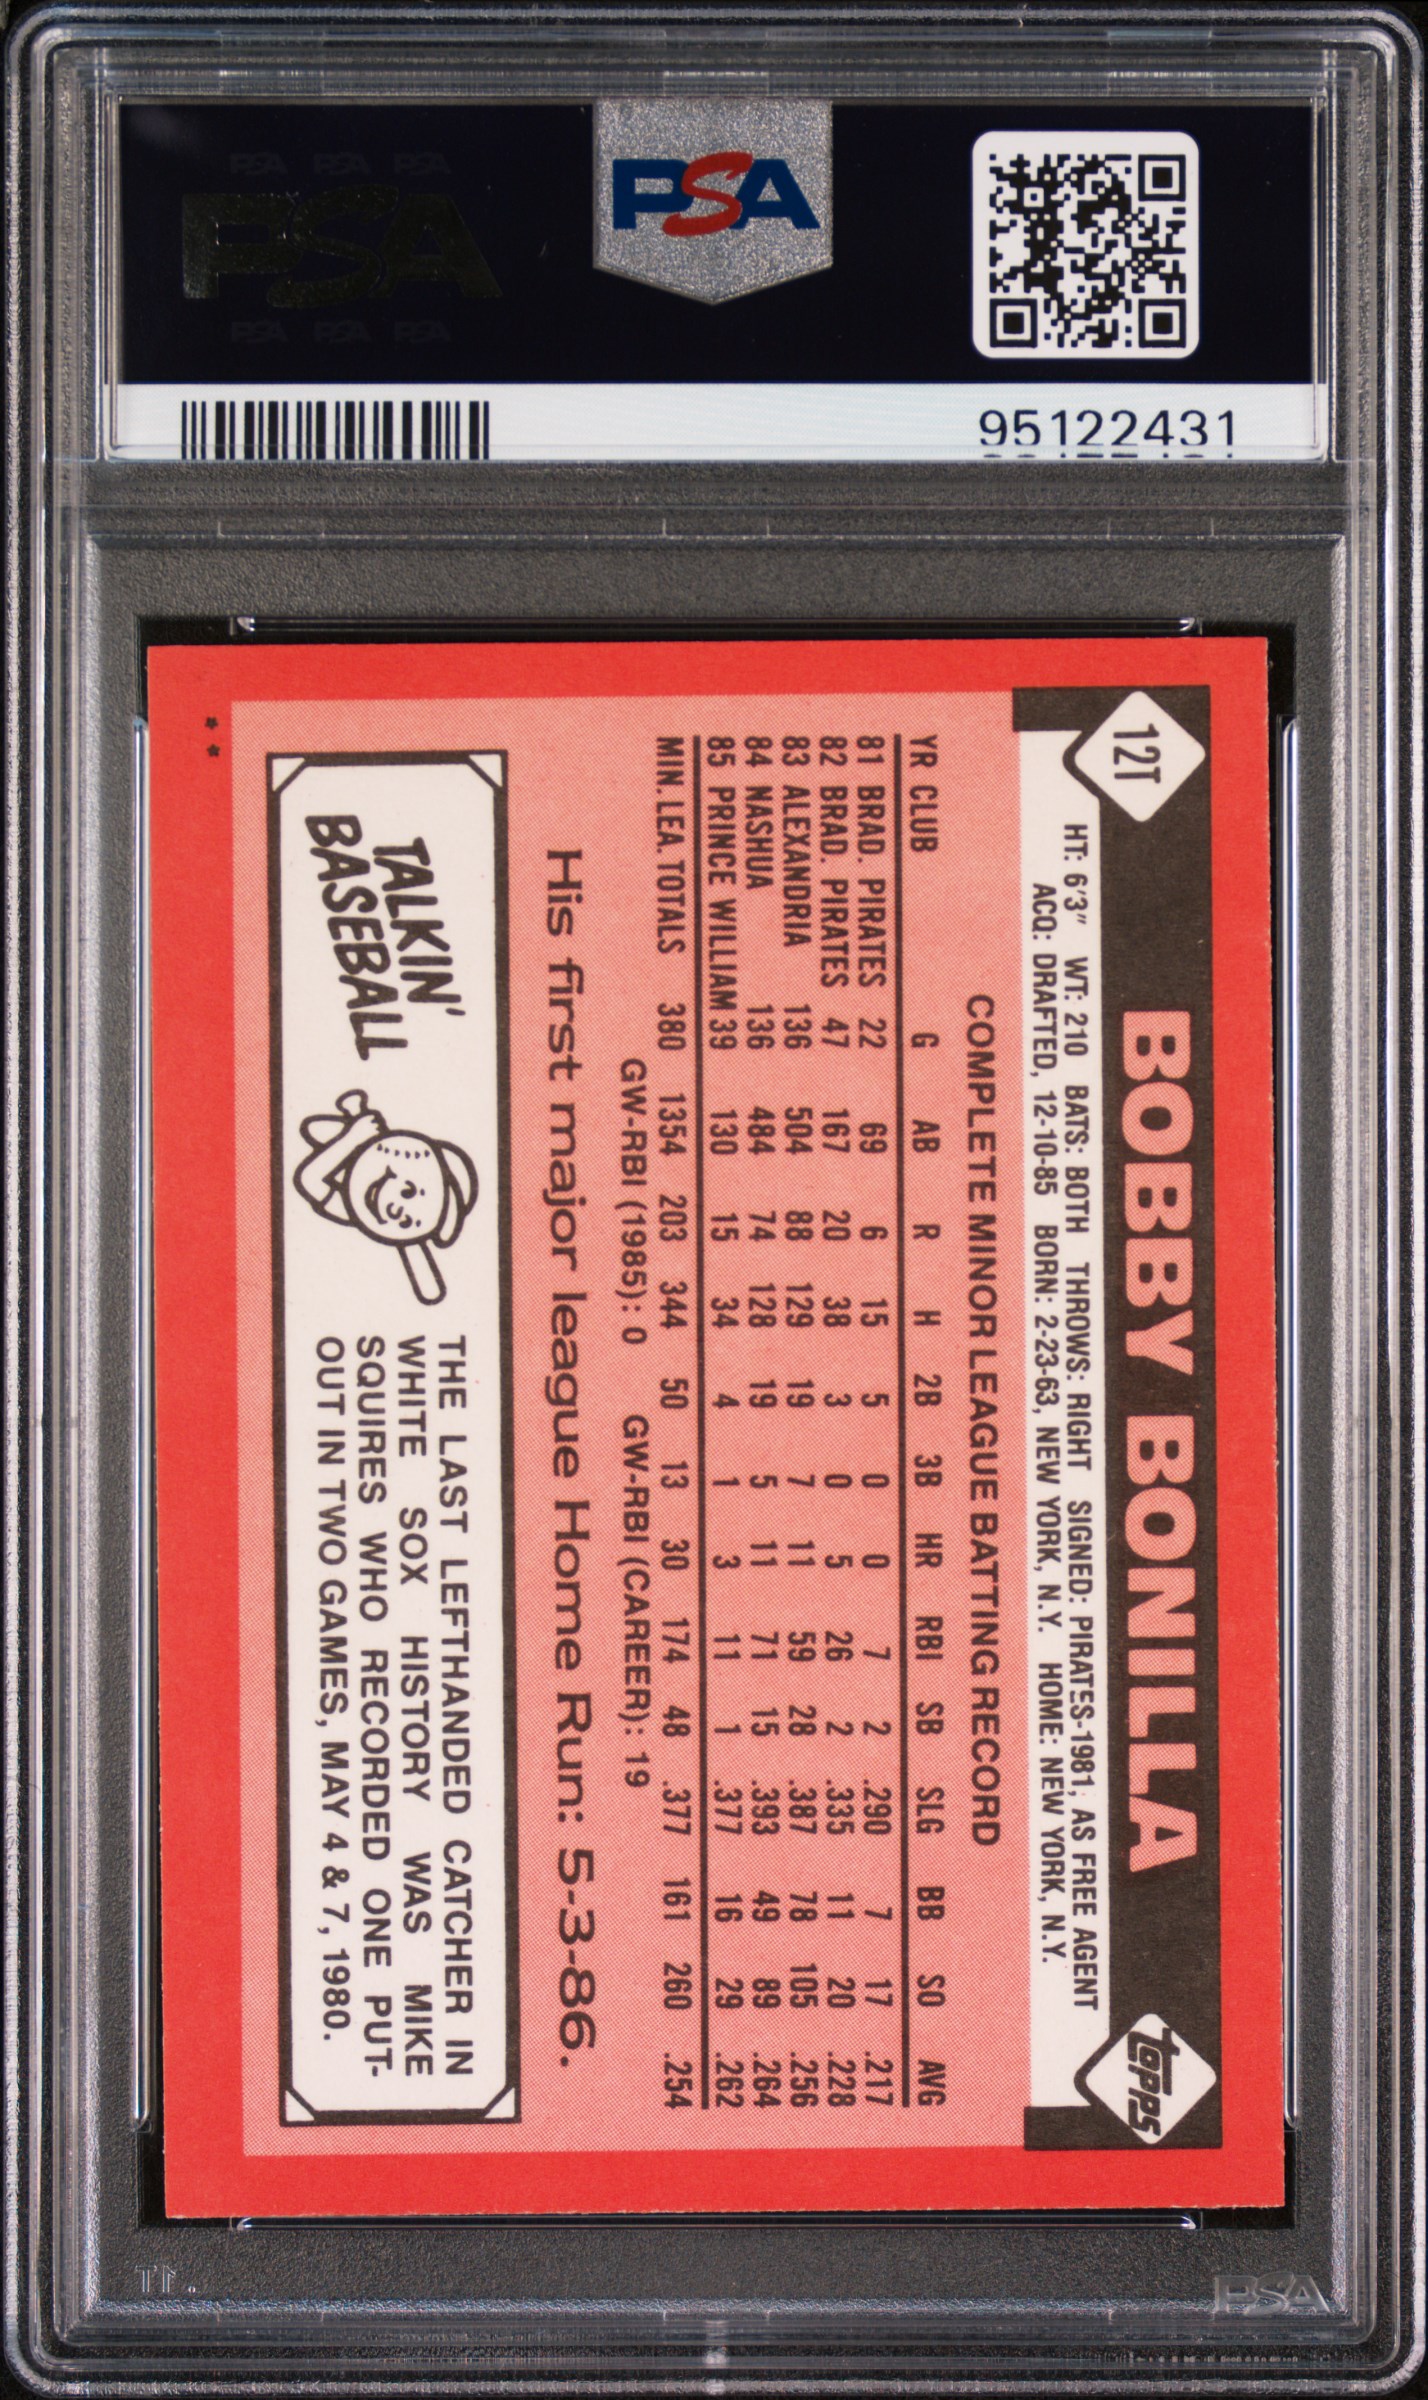 PSA PSA PSA
PSA
PSA PSA PSA
PSA
95122431
12T
BOBBY BONILLA
topps
HT: 6'3" WT: 210 BATS: BOTH THROWS: RIGHT SIGNED: PIRATES-1981, AS FREE AGENT
ACQ: DRAFTED, 12-10-85 BORN: 2-23-63, NEW YORK, N.Y. HOME: NEW YORK, N.Y.
COMPLETE MINOR LEAGUE BATTING RECORD
YR CLUB G AB R H 2B 3B HR RBI SB SLG BB SO AVG
81 BRAD. PIRATES 22 69 6 15 5 0 0 7 2 .290 7 17 .217
82 BRAD. PIRATES 47 167 20 38 3 0 5 26 2 .335 11 20 .228
83 ALEXANDRIA 136 504 88 129 19 7 11 59 28 .387 78 105 .256
84 NASHUA 136 484 74 128 19 5 11 71 15 .393 49 89 .264
85 PRINCE WILLIAM 39 130 15 34 4 1 3 11 1 .377 16 29 .262
MIN. LEA. TOTALS 380 1354 203 344 50 13 30 174 48 .377 161 260 .254
GW-RBI (1985): 0 GW-RBI (CAREER): 19
His first major league Home Run: 5-3-86.
TALKIN'
BASEBALL
THE LAST LEFTHANDED CATCHER IN
WHITE SOX HISTORY WAS MIKE
SQUIRES WHO RECORDED ONE PUT-
OUT IN TWO GAMES, MAY 4 & 7, 1980.
**
PSA